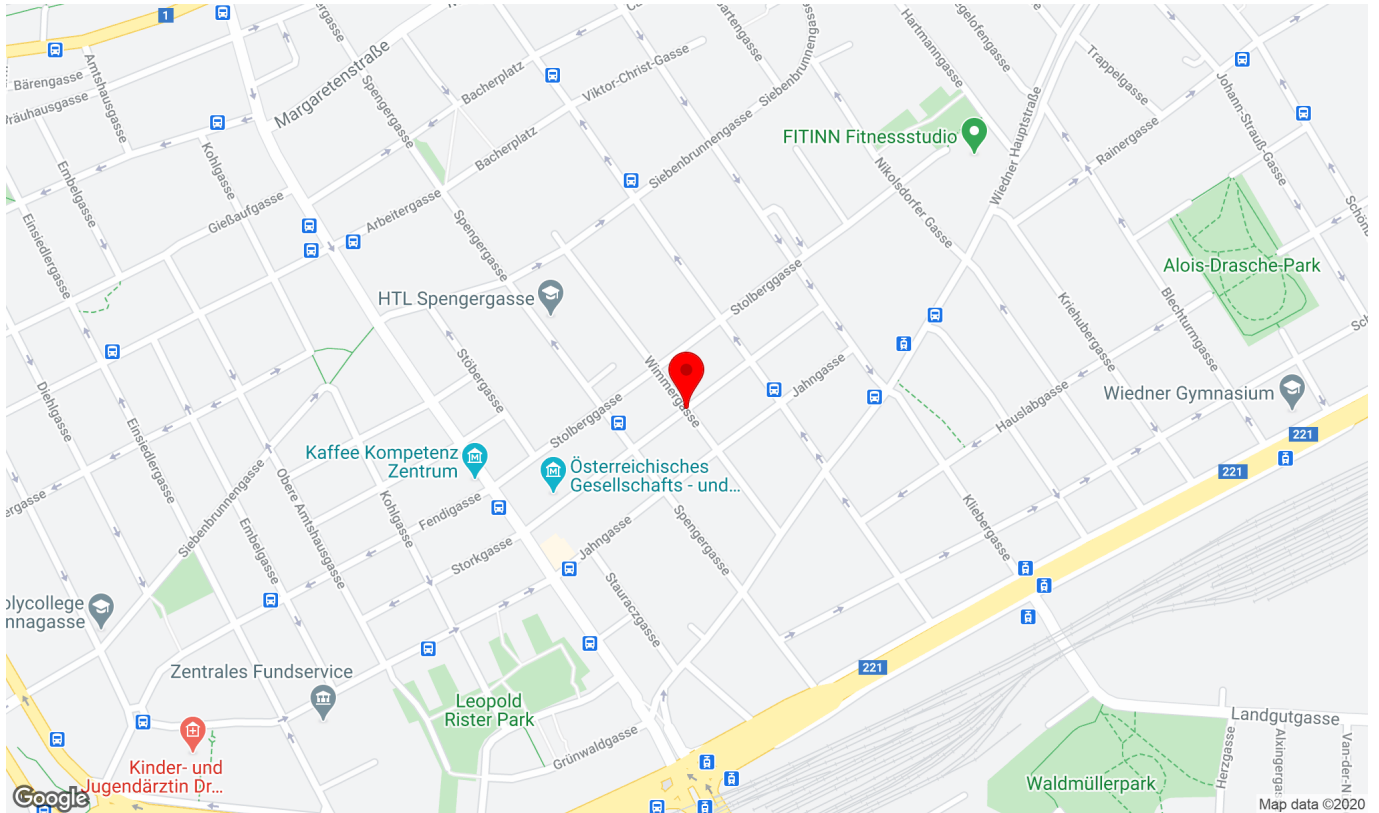 1
Bärengasse
Bräuhausgasse
Amtshausgasse
Margaretenstraße
Spengergasse
Bacherplatz
Viktor-Christ-Gasse
Siebenbrunnengasse
Siebenbrunnengasse
Hartmanngasse
Trappelgasse
Johann-Strauß-Gasse
FITINN Fitnessstudio
Wiedner Hauptstraße
Rainergasse
Nikolsdorfer Gasse
Kohlgasse
Embelgasse
Bacherplatz
Arbeitergasse
Gießaufgasse
Einsiedlergasse
Spengergasse
Alois-Drasche-Park
HTL Spengergasse
Stolberggasse
Kriehubergasse
Blechturmgasse
Diehlgasse
Stöbergasse
Wimmergasse
Jahngasse
Hauslabgasse
Wiedner Gymnasium
221
221
Einsiedlergasse
Stolberggasse
Kaffee Kompetenz
Zentrum
Österreichisches
Gesellschafts - und...
Siebenbrunnengasse
Embelgasse
Obere Amtshausgasse
Kohlgasse
Fendigasse
Storkgasse
Jahngasse
Spengergasse
Kliebergasse
Stauraczgasse
olycollege
nnagasse
Zentrales Fundservice
221
Leopold
Rister Park
Grünwaldgasse
Kinder- und
Jugendärztin Dr...
Landgutgasse
Herzgasse
Waldmüllerpark
Google
Map data ©2020